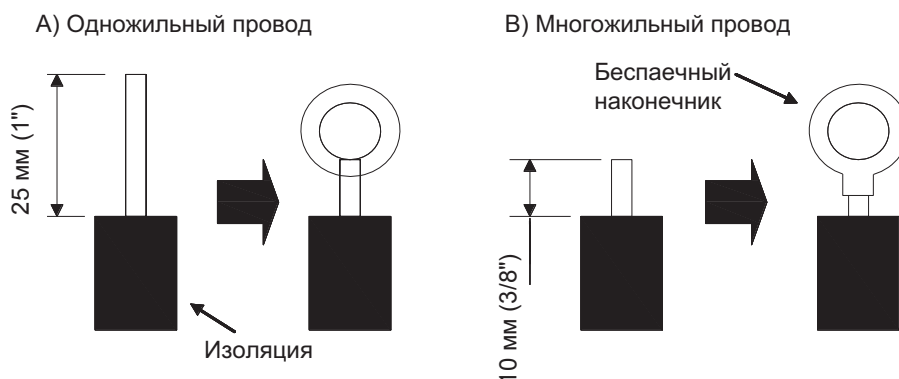 A) Одножильный провод
25 мм (1")
Изоляция
B) Многожильный провод
Беспаечный
наконечник
10 мм (3/8")